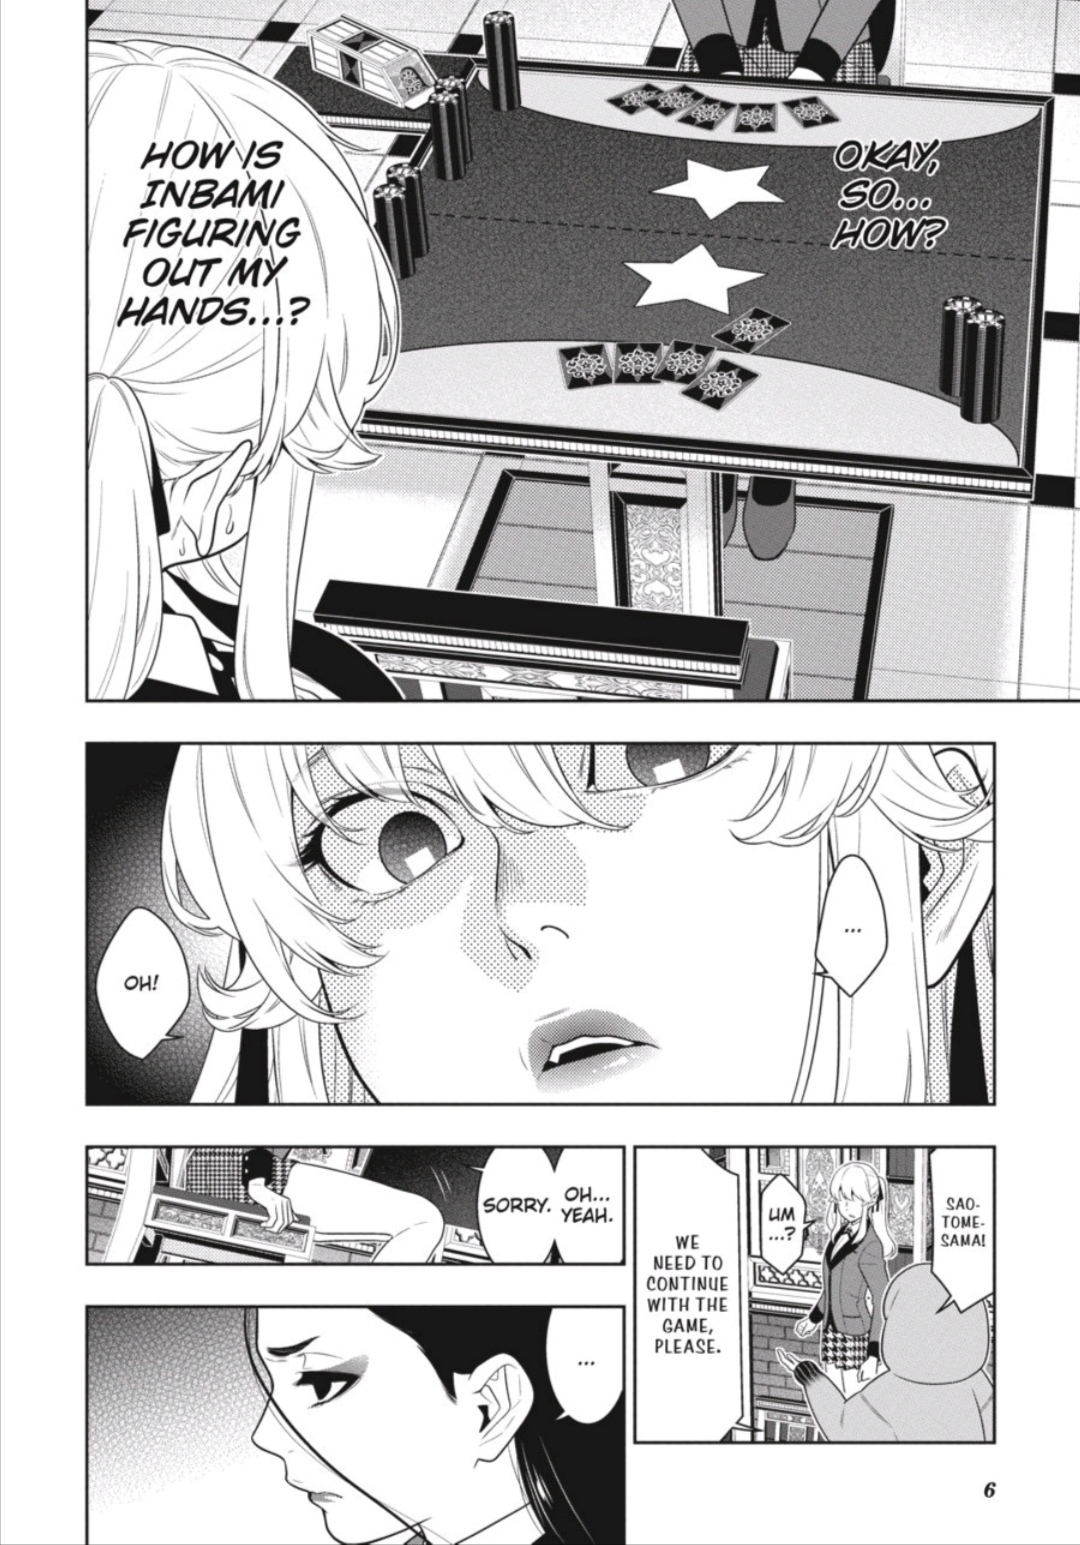 OKAY,
SO...
HOW?
HOW IS
INBAMI
FIGURING
OUT MY
HANDS...?
...
OH!
SAO-
TOME-
SAMA!
UM
...?
WE
NEED TO
CONTINUE
WITH THE
GAME,
PLEASE.
OH...
YEAH.
SORRY.
...
6